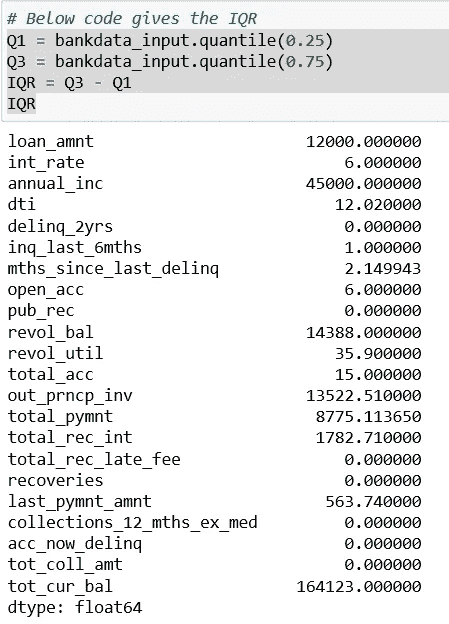 # Below code gives the IQR
Q1 = bankdata_input.quantile(0.25)
Q3 = bankdata_input.quantile(0.75)
IQR = Q3 - Q1
IQR
loan_amnt 12000.000000
int_rate 6.000000
annual_inc 45000.000000
dti 12.020000
delinq_2yrs 0.000000
inq_last_6mths 1.000000
mths_since_last_delinq 2.149943
open_acc 6.000000
pub_rec 0.000000
revol_bal 14388.000000
revol_util 35.900000
total_acc 15.000000
out_prncp_inv 13522.510000
total_pymnt 8775.113650
total_rec_int 1782.710000
total_rec_late_fee 0.000000
recoveries 0.000000
last_pymnt_amnt 563.740000
collections_12_mths_ex_med 0.000000
acc_now_delinq 0.000000
tot_coll_amt 0.000000
tot_cur_bal 164123.000000
dtype: float64